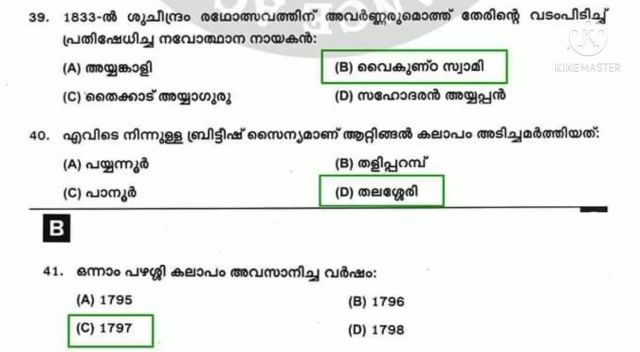 39. 1833-ൽ ശുചീന്ദ്രം രഥോത്സവത്തിന് അവർണ്ണരുമൊത്ത് തേരിന്റെ വടംപിടിച്ച്
പ്രതിഷേധിച്ച നവോത്ഥാന നായകൻ:
(A) അയ്യങ്കാളി (B) വൈകുണ്ഠ സ്വാമി
(C) തൈക്കാട് അയ്യാഗുരു (D) സഹോദരൻ അയ്യപ്പൻ
KINEMASTER
40. എവിടെ നിന്നുള്ള ബ്രിട്ടീഷ് സൈന്യമാണ് ആറ്റിങ്ങൽ കലാപം അടിച്ചമർത്തിയത്:
(A) പയ്യന്നൂർ (B) തളിപ്പറമ്പ്
(C) പാനൂർ (D) തലശ്ശേരി
B
41. ഒന്നാം പഴശ്ശി കലാപം അവസാനിച്ച വർഷം:
(A) 1795 (B) 1796
(C) 1797 (D) 1798